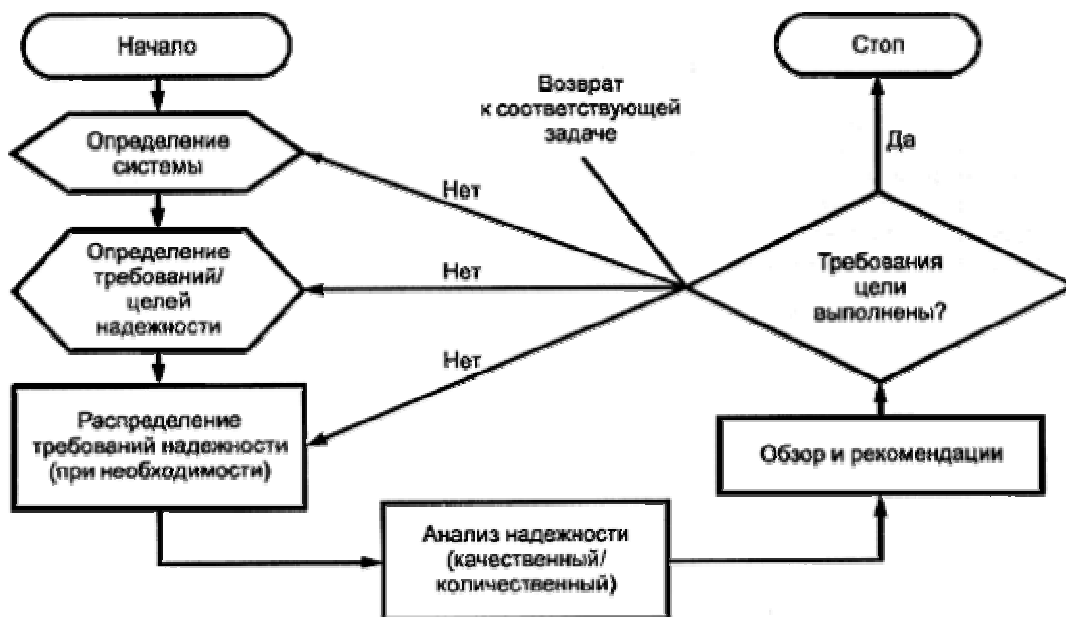 Начало
Определение
системы
Определение
требований/
целей
надежности
Распределение
требований надежности
(при необходимости)
Анализ надежности
(качественный/
количественный)
Обзор и рекомендации
Требования
цели
выполнены?
Да
Стоп
Возврат
к соответствующей
задаче
Нет
Нет
Нет